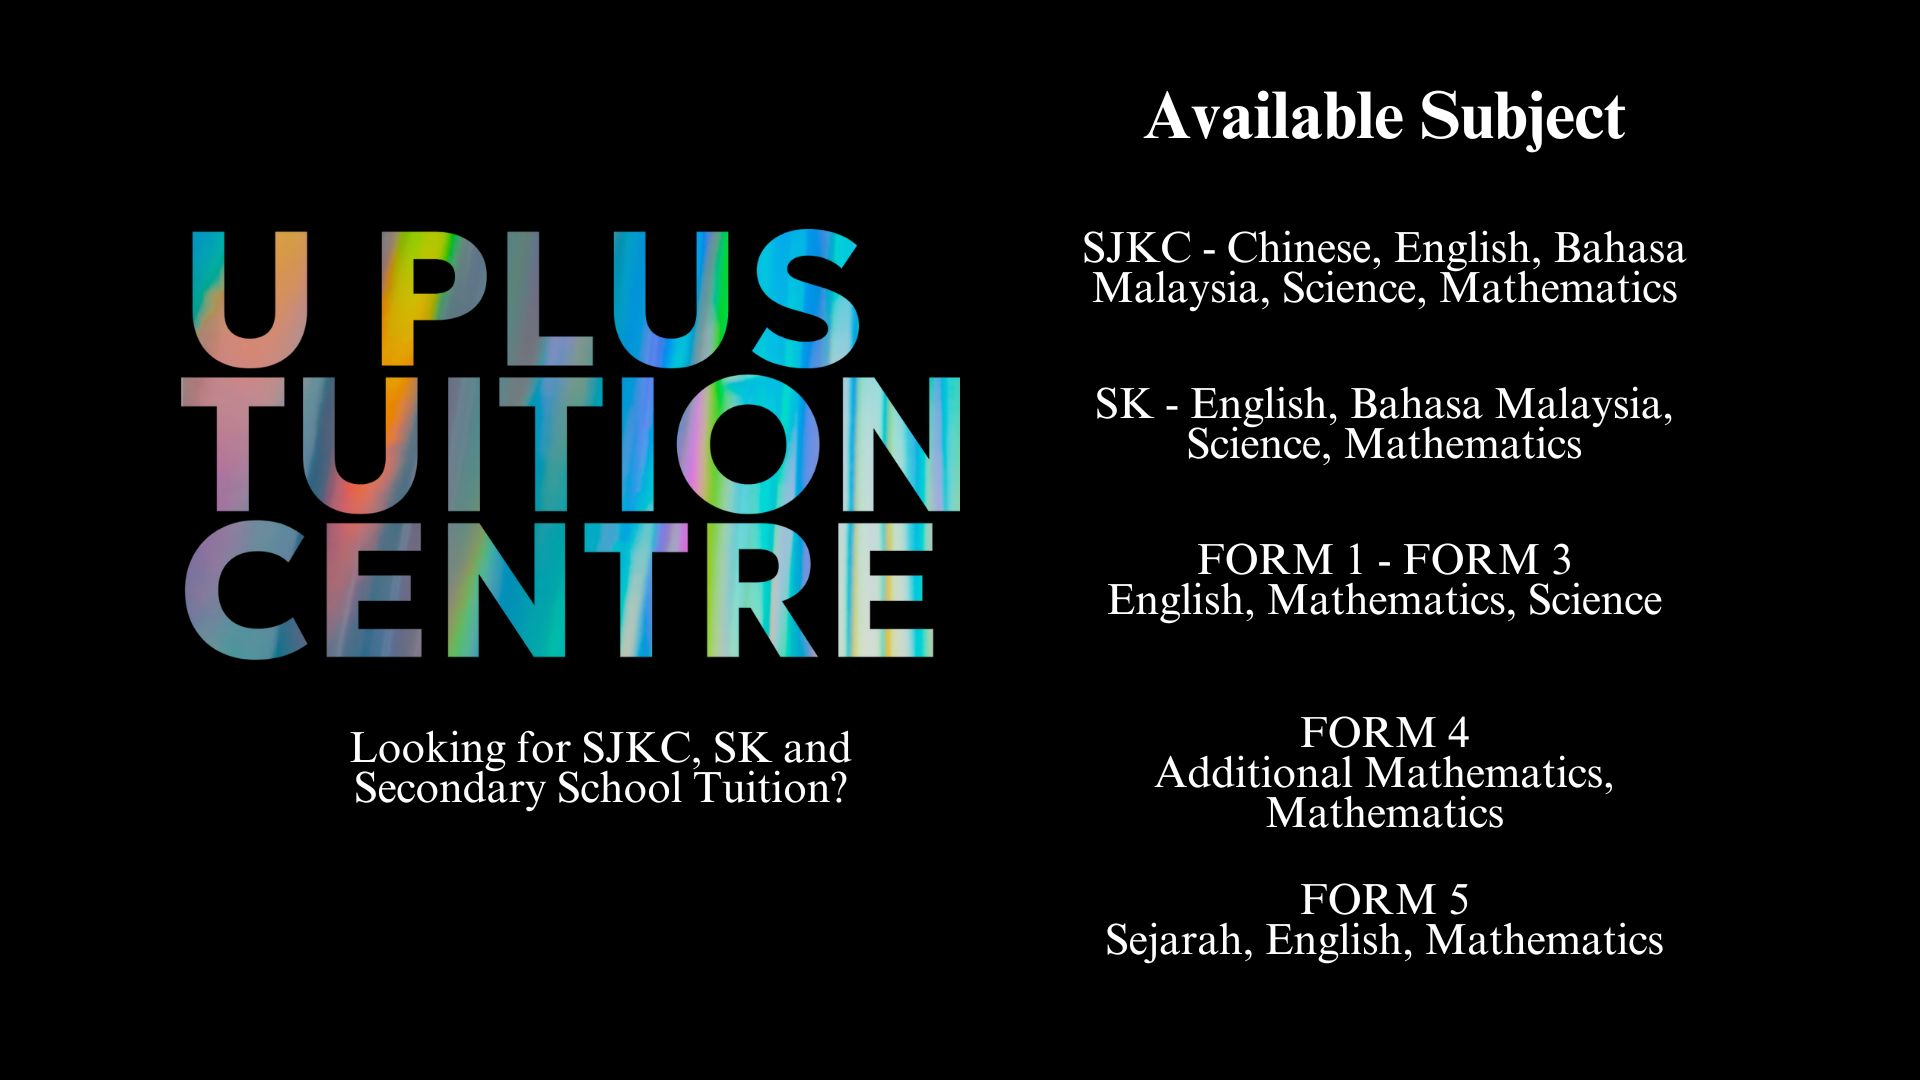 U PLUS
TUITION
CENTRE
Looking for SJKC, SK and
Secondary School Tuition?
Available Subject
SJKC - Chinese, English, Bahasa
Malaysia, Science, Mathematics
SK - English, Bahasa Malaysia,
Science, Mathematics
FORM 1 - FORM 3
English, Mathematics, Science
FORM 4
Additional Mathematics,
Mathematics
FORM 5
Sejarah, English, Mathematics